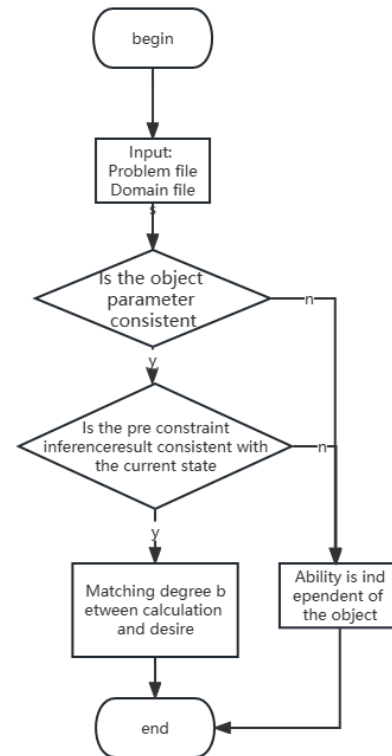 begin
Input:
Problem file
Domain file
s
Is the object
parameter
consistent
n
y
Is the pre constraint
inferenceresult consistent with
the current state
n
y
Matching degree b
etween calculation
and desire
Ability is ind
ependent of
the object
end